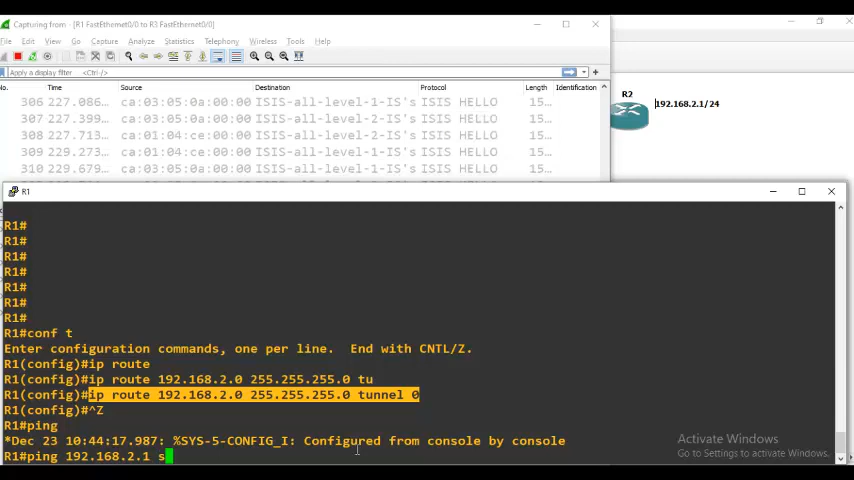 Capturing from - [R1 FastEthernet0/0 to R3 FastEthernet0/0]
File Edit View Go Capture Analyze Statistics Telephony Wireless Tools Help
Apply a display filter ... <Ctrl-/>
No. Time Source Destination Protocol Length Identification
306 227.086… ca:03:05:0a:00:00 ISIS-all-level-1-IS's ISIS HELLO 15…
307 227.399… ca:03:05:0a:00:00 ISIS-all-level-2-IS's ISIS HELLO 15…
308 227.713… ca:01:04:ce:00:00 ISIS-all-level-2-IS's ISIS HELLO 15…
309 229.273… ca:01:04:ce:00:00 ISIS-all-level-1-IS's ISIS HELLO 15…
310 229.679… ca:03:05:0a:00:00 ISIS-all-level-1-IS's ISIS HELLO 15…
R2
192.168.2.1/24
R1
R1#
R1#
R1#
R1#
R1#
R1#
R1#
R1#conf t
Enter configuration commands, one per line.  End with CNTL/Z.
R1(config)#ip route
R1(config)#ip route 192.168.2.0 255.255.255.0 tu
R1(config)#ip route 192.168.2.0 255.255.255.0 tunnel 0
R1(config)#^Z
R1#ping
*Dec 23 10:44:17.987: %SYS-5-CONFIG_I: Configured from console by console
R1#ping 192.168.2.1 s
Activate Windows
Go to Settings to activate Windows.